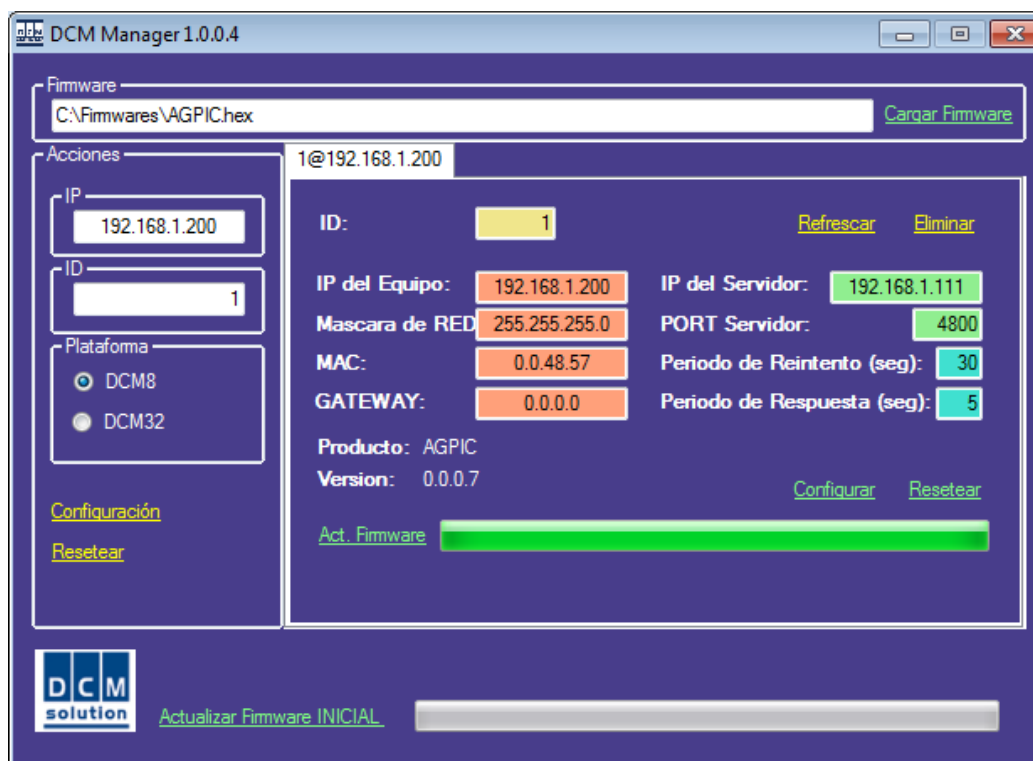 DCM Manager 1.0.0.4
Firmware
C:\Firmwares\AGPIC.hex Cargar Firmware
Acciones
IP
192.168.1.200
ID
1
Plataforma
DCM8
DCM32
Configuración
Resetear
1@192.168.1.200
ID: 1 Refrescar Eliminar
IP del Equipo: 192.168.1.200 IP del Servidor: 192.168.1.111
Mascara de RED 255.255.255.0 PORT Servidor: 4800
MAC: 0.0.48.57 Periodo de Reintento (seg): 30
GATEWAY: 0.0.0.0 Periodo de Respuesta (seg): 5
Producto: AGPIC
Version: 0.0.0.7
Configurar Resetear
Act. Firmware
DCM
solution
Actualizar Firmware INICIAL